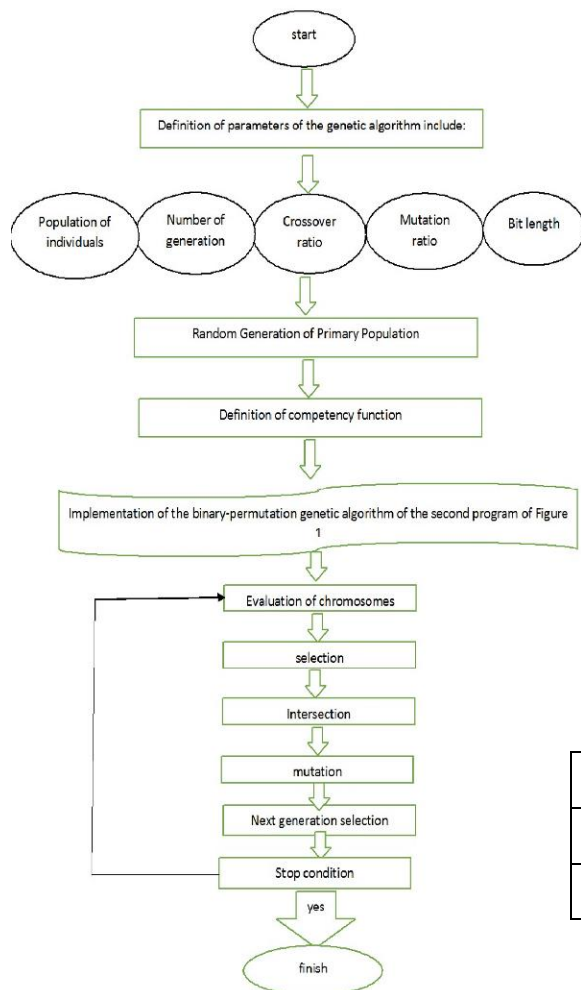 start
Definition of parameters of the genetic algorithm include:
Population of
individuals
Number of
generation
Crossover
ratio
Mutation
ratio
Bit length
Random Generation of Primary Population
Definition of competency function
Implementation of the binary-permutation genetic algorithm of the second program of Figure
1
Evaluation of chromosomes
selection
Intersection
mutation
Next generation selection
Stop condition
yes
finish